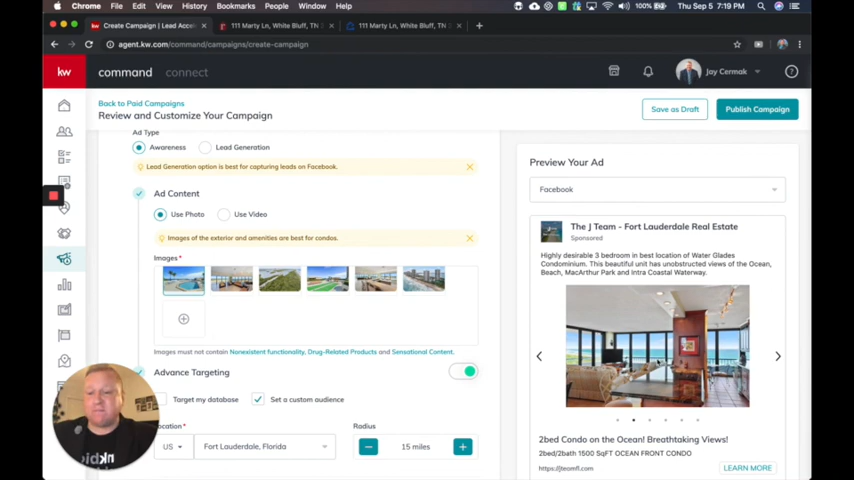 Chrome File Edit View History Bookmarks People Window Help
100%
Thu Sep 5 7:19 PM
Create Campaign | Lead Accele
111 Marty Ln, White Bluff, TN
111 Marty Ln, White Bluff, TN 3
agent.kw.com/command/campaigns/create-campaign
kw
command connect
Jay Cermak
Back to Paid Campaigns
Review and Customize Your Campaign
Save as Draft
Publish Campaign
Ad Type
Awareness
Lead Generation
Lead Generation option is best for capturing leads on Facebook.
Ad Content
Use Photo
Use Video
Images of the exterior and amenities are best for condos.
Images*
Images must not contain Nonexistent functionality, Drug-Related Products and Sensational Content.
Advance Targeting
Target my database
Set a custom audience
ocation*
Radius
US
Fort Lauderdale, Florida
15 miles
Preview Your Ad
Facebook
The J Team - Fort Lauderdale Real Estate
Sponsored
Highly desirable 3 bedroom in best location of Water Glades
Condominium. This beautiful unit has unobstructed views of the Ocean,
Beach, MacArthur Park and Intra Coastal Waterway.
2bed Condo on the Ocean! Breathtaking Views!
2bed/2bath 1500 SqFT OCEAN FRONT CONDO
https://jteamfl.com
LEARN MORE